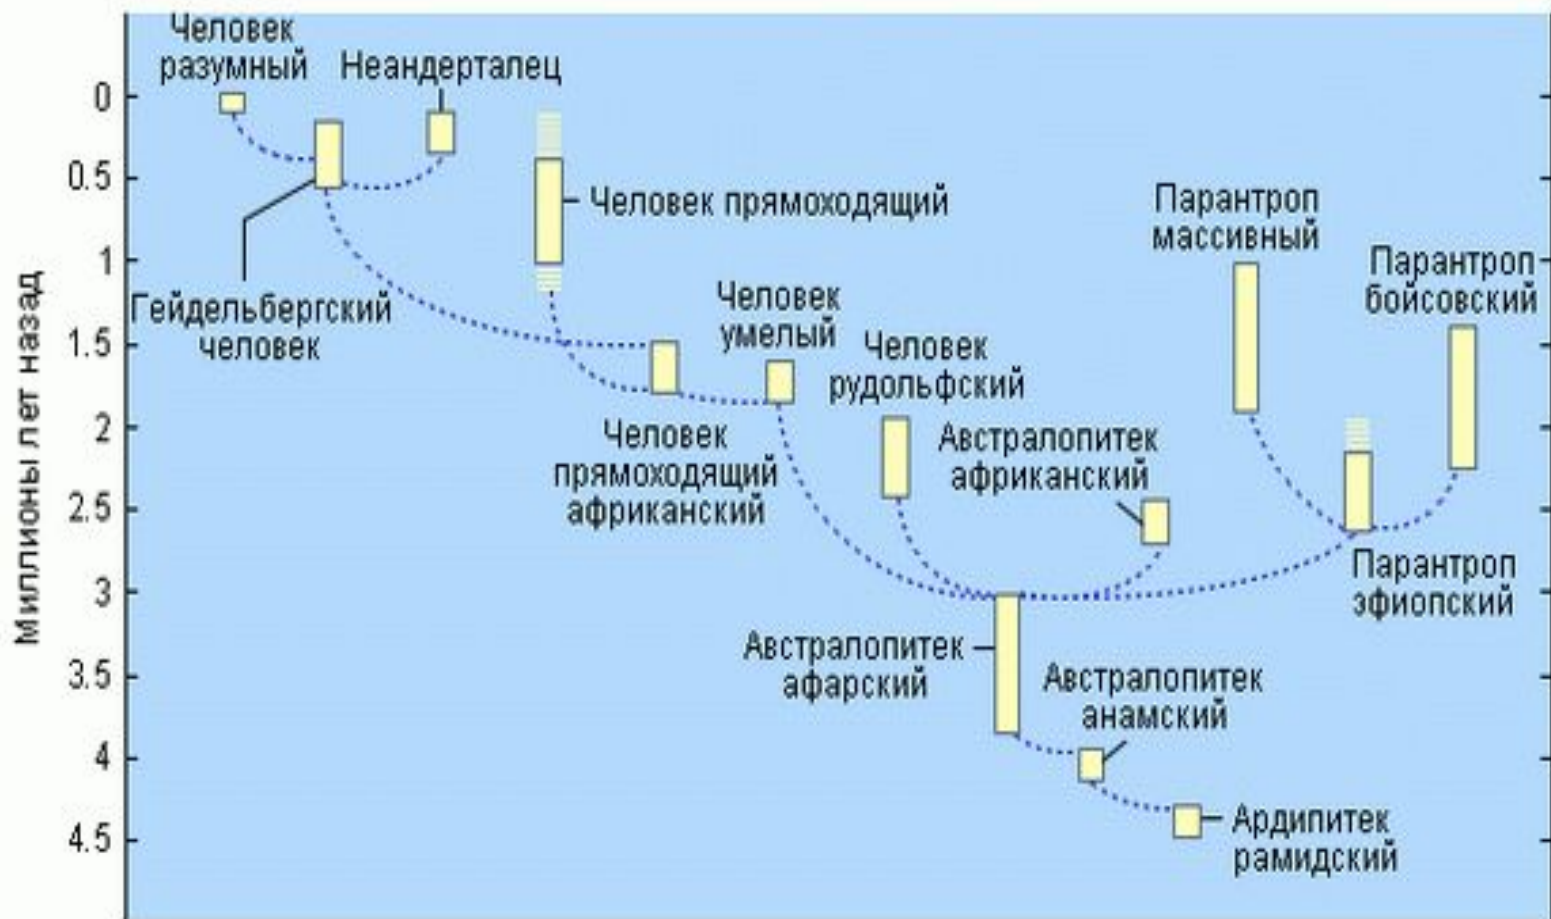 Человек
разумный
Неандерталец
0
0.5
1
1.5
2
2.5
3
3.5
4
4.5
Миллионы лет назад
Человек прямоходящий
Гейдельбергский
человек
Человек
умелый
Человек
рудольфский
Человек
прямоходящий
африканский
Австралопитек
африканский
Парантроп
массивный
Парантроп
бойсовский
Парантроп
эфиопский
Австралопитек
афарский
Австралопитек
анамский
Ардипитек
рамидский